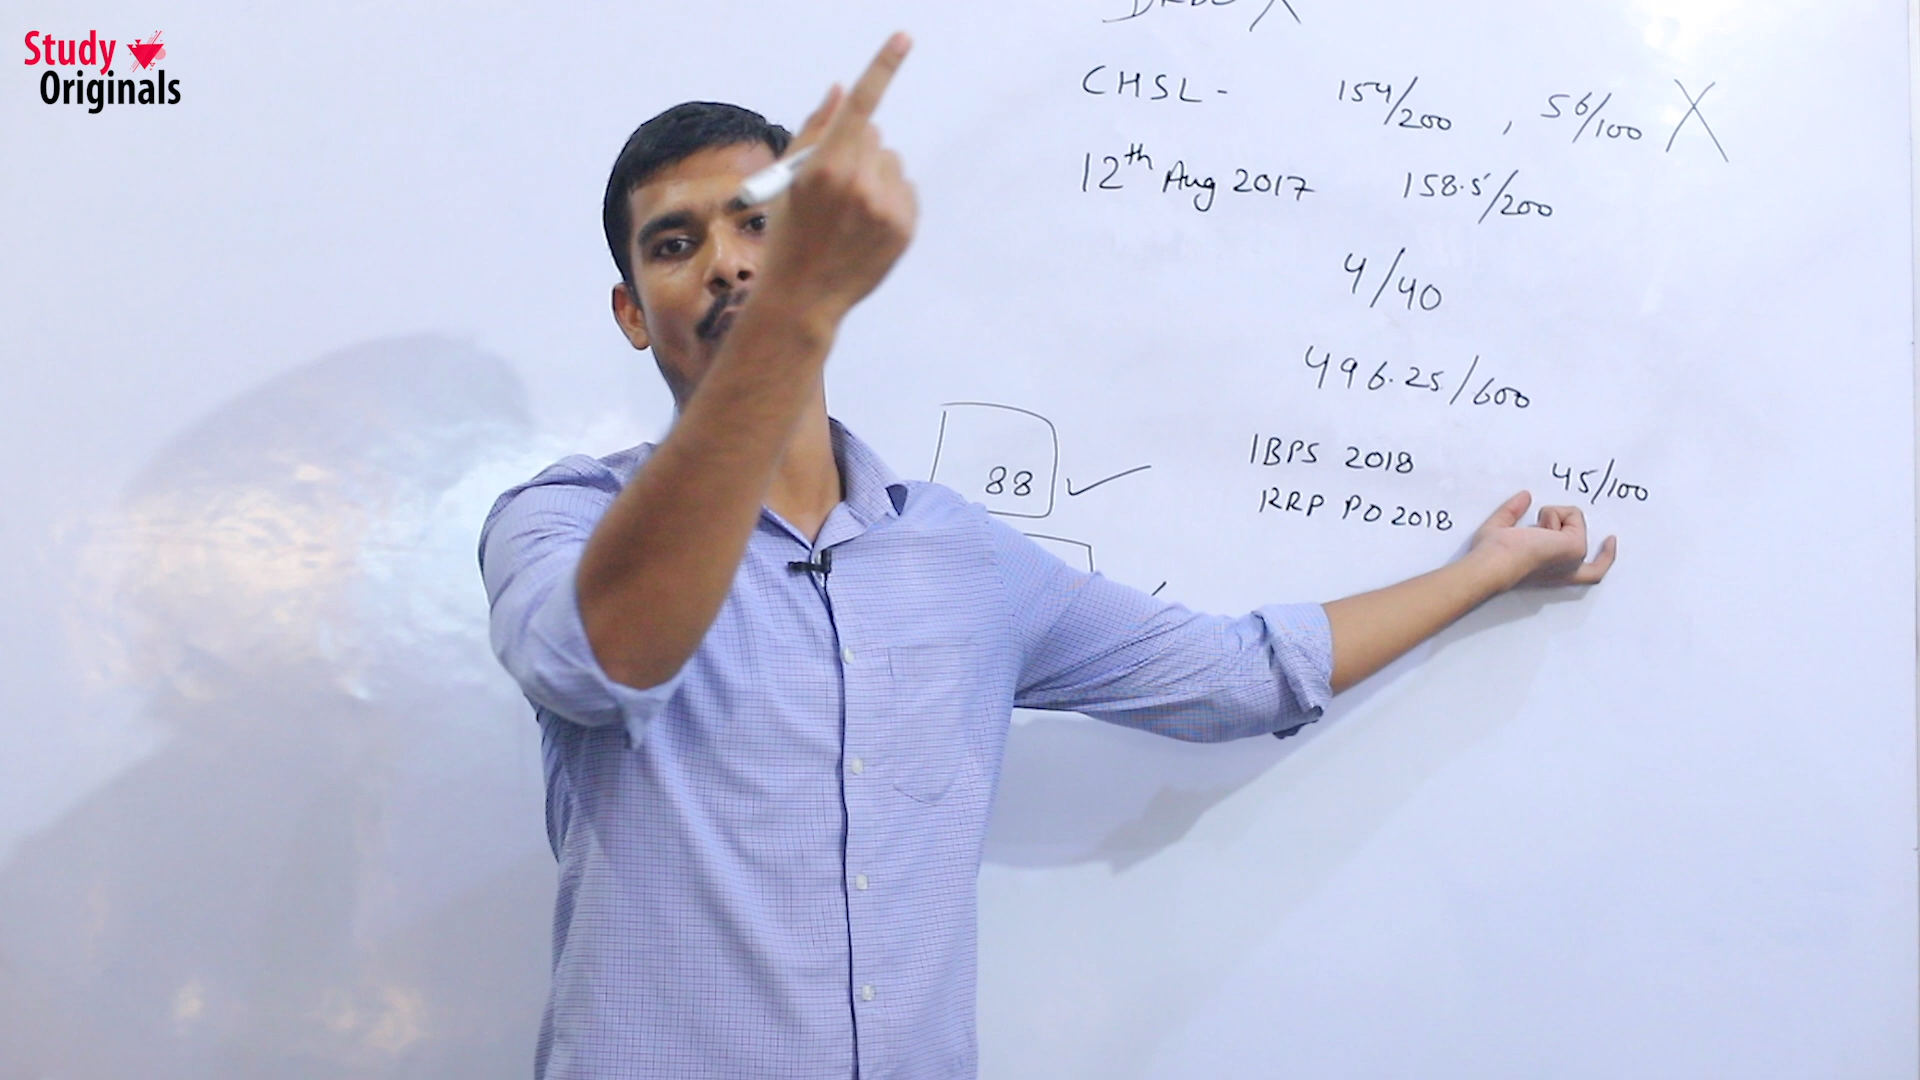 Study
Originals
CHSL - 154/200 , 56/100 X
12th Aug 2017 158.5/200
4/40
496.25/600
88 ✓
IBPS 2018 45/100
RRP PO 2018